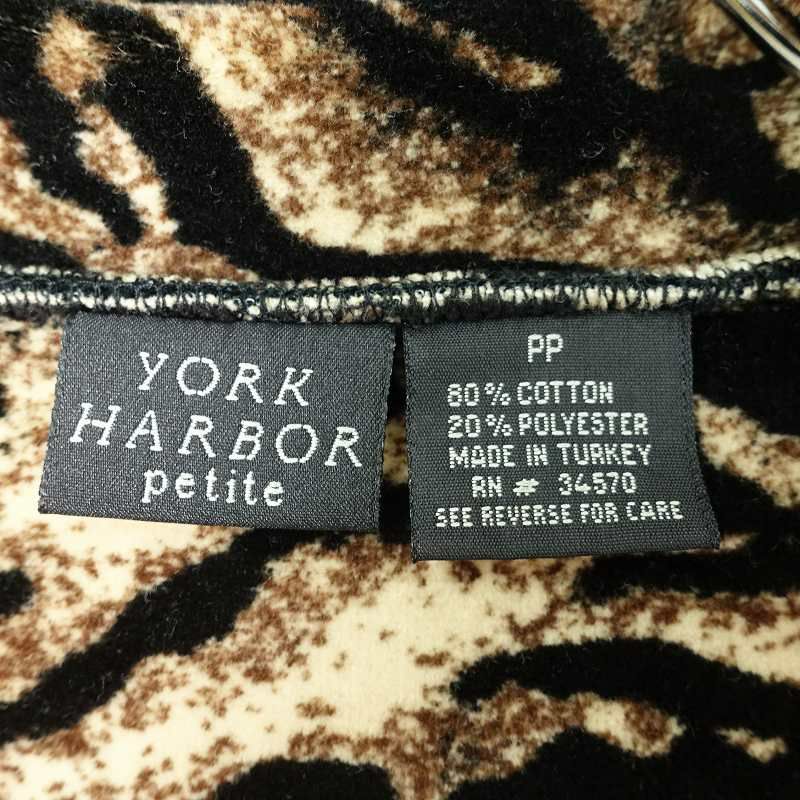 YORK
HARBOR
petite
PP
80% COTTON
20% POLYESTER
MADE IN TURKEY
RN # 34570
SEE REVERSE FOR CARE